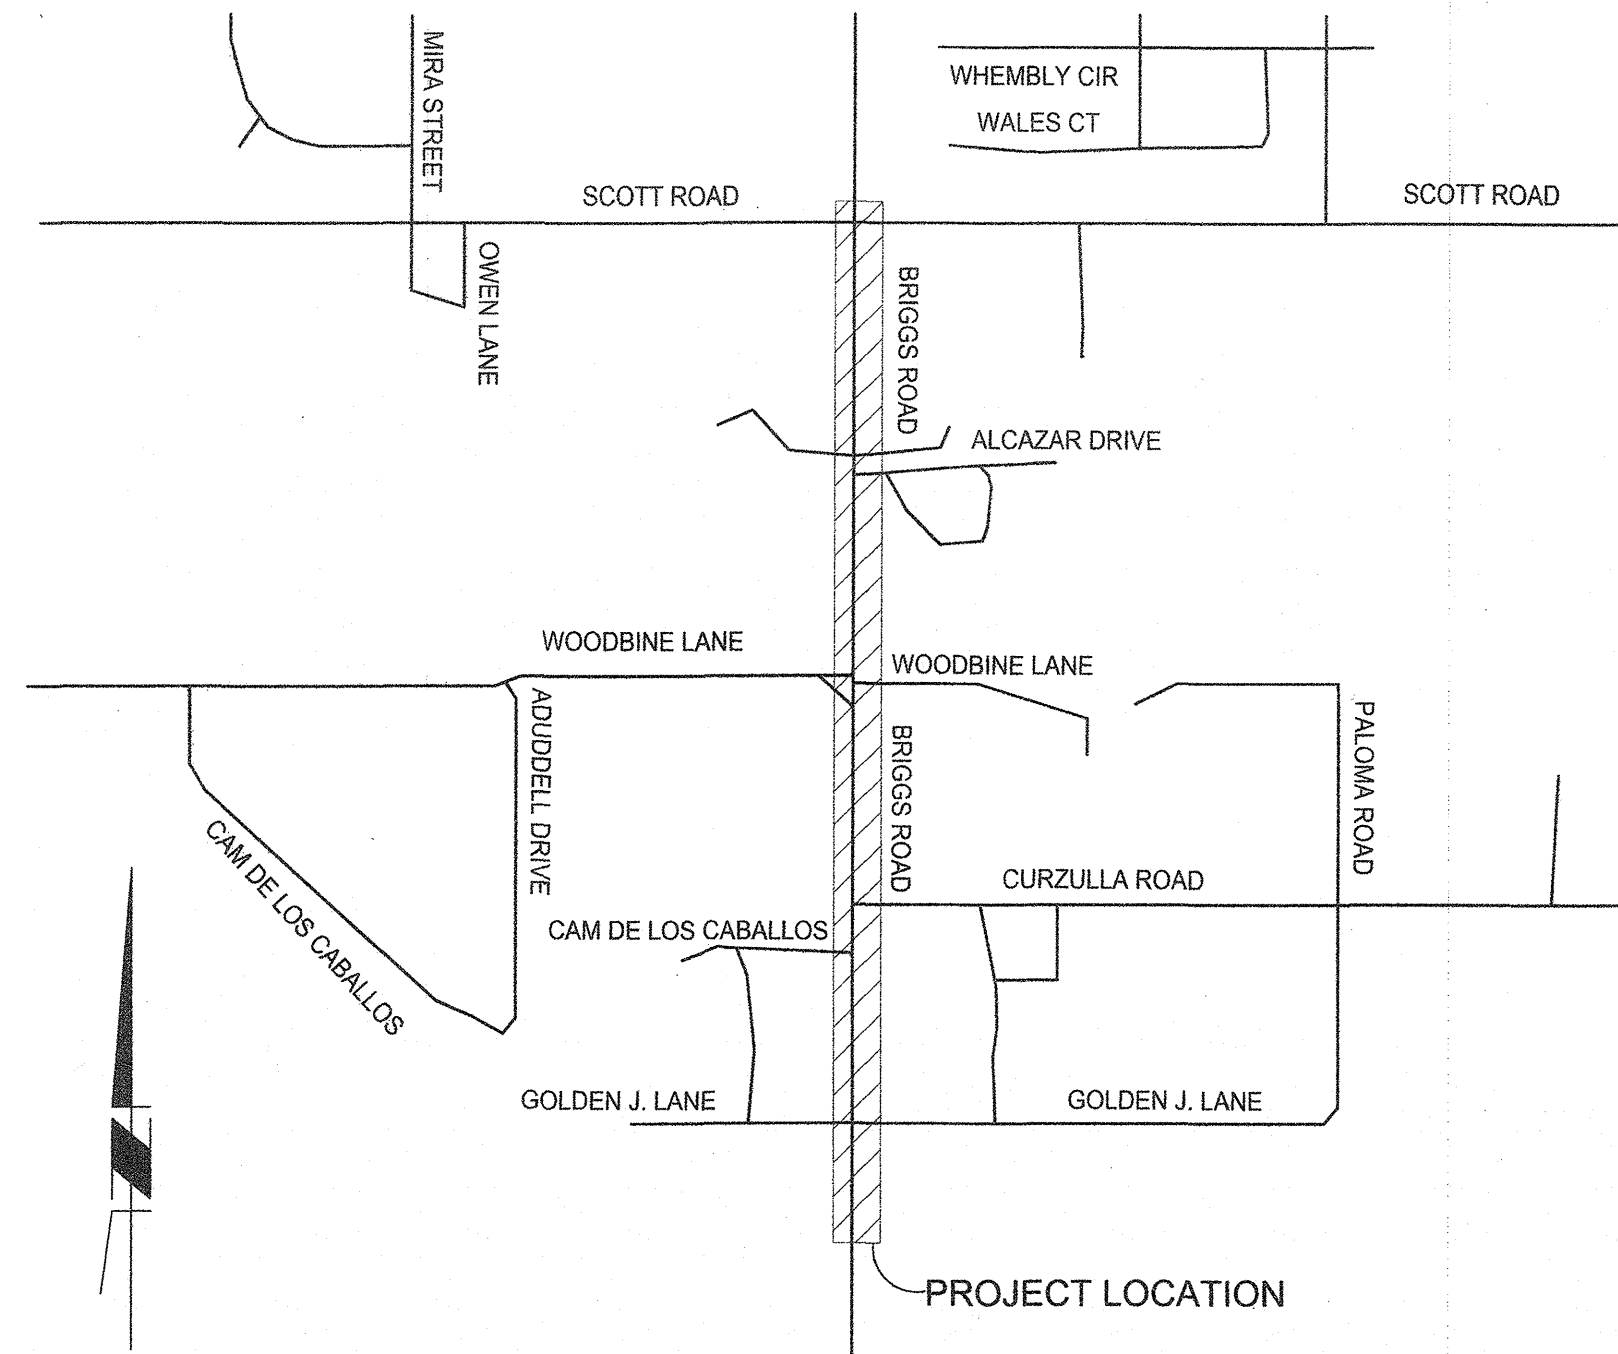 MIRA STREET
WHEMBLY CIR
WALES CT
SCOTT ROAD
SCOTT ROAD
OWEN LANE
BRIGGS ROAD
ALCAZAR DRIVE
WOODBINE LANE
WOODBINE LANE
ADUDDELL DRIVE
PALOMA ROAD
BRIGGS ROAD
CAM DE LOS CABALLOS
CURZULLA ROAD
CAM DE LOS CABALLOS
GOLDEN J. LANE
GOLDEN J. LANE
N
PROJECT LOCATION